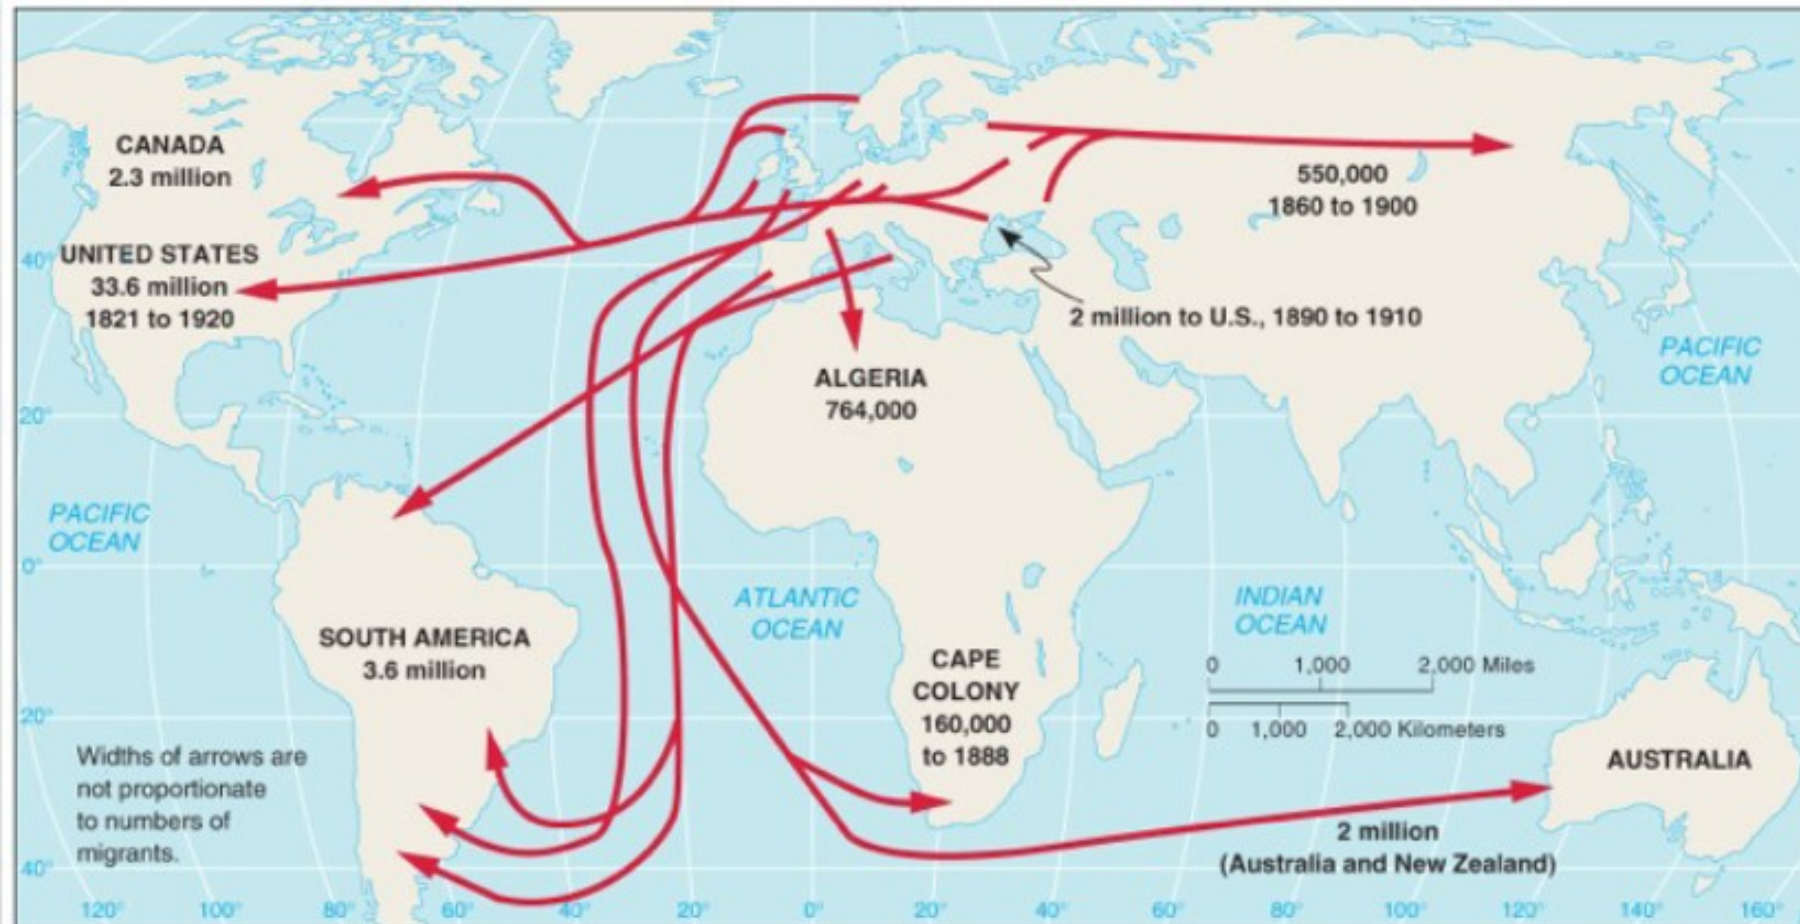 CANADA
2.3 million
UNITED STATES
33.6 million
1821 to 1920
550,000
1860 to 1900
2 million to U.S., 1890 to 1910
ALGERIA
764,000
PACIFIC
OCEAN
PACIFIC
OCEAN
ATLANTIC
OCEAN
INDIAN
OCEAN
SOUTH AMERICA
3.6 million
CAPE
COLONY
160,000
to 1888
0 1,000 2,000 Miles
0 1,000 2,000 Kilometers
AUSTRALIA
2 million
(Australia and New Zealand)
Widths of arrows are
not proportionate
to numbers of
migrants.
40°
20°
0°
20°
40°
120° 100° 80° 60° 40° 20° 0° 20° 40° 60° 80° 100° 120° 140° 160°